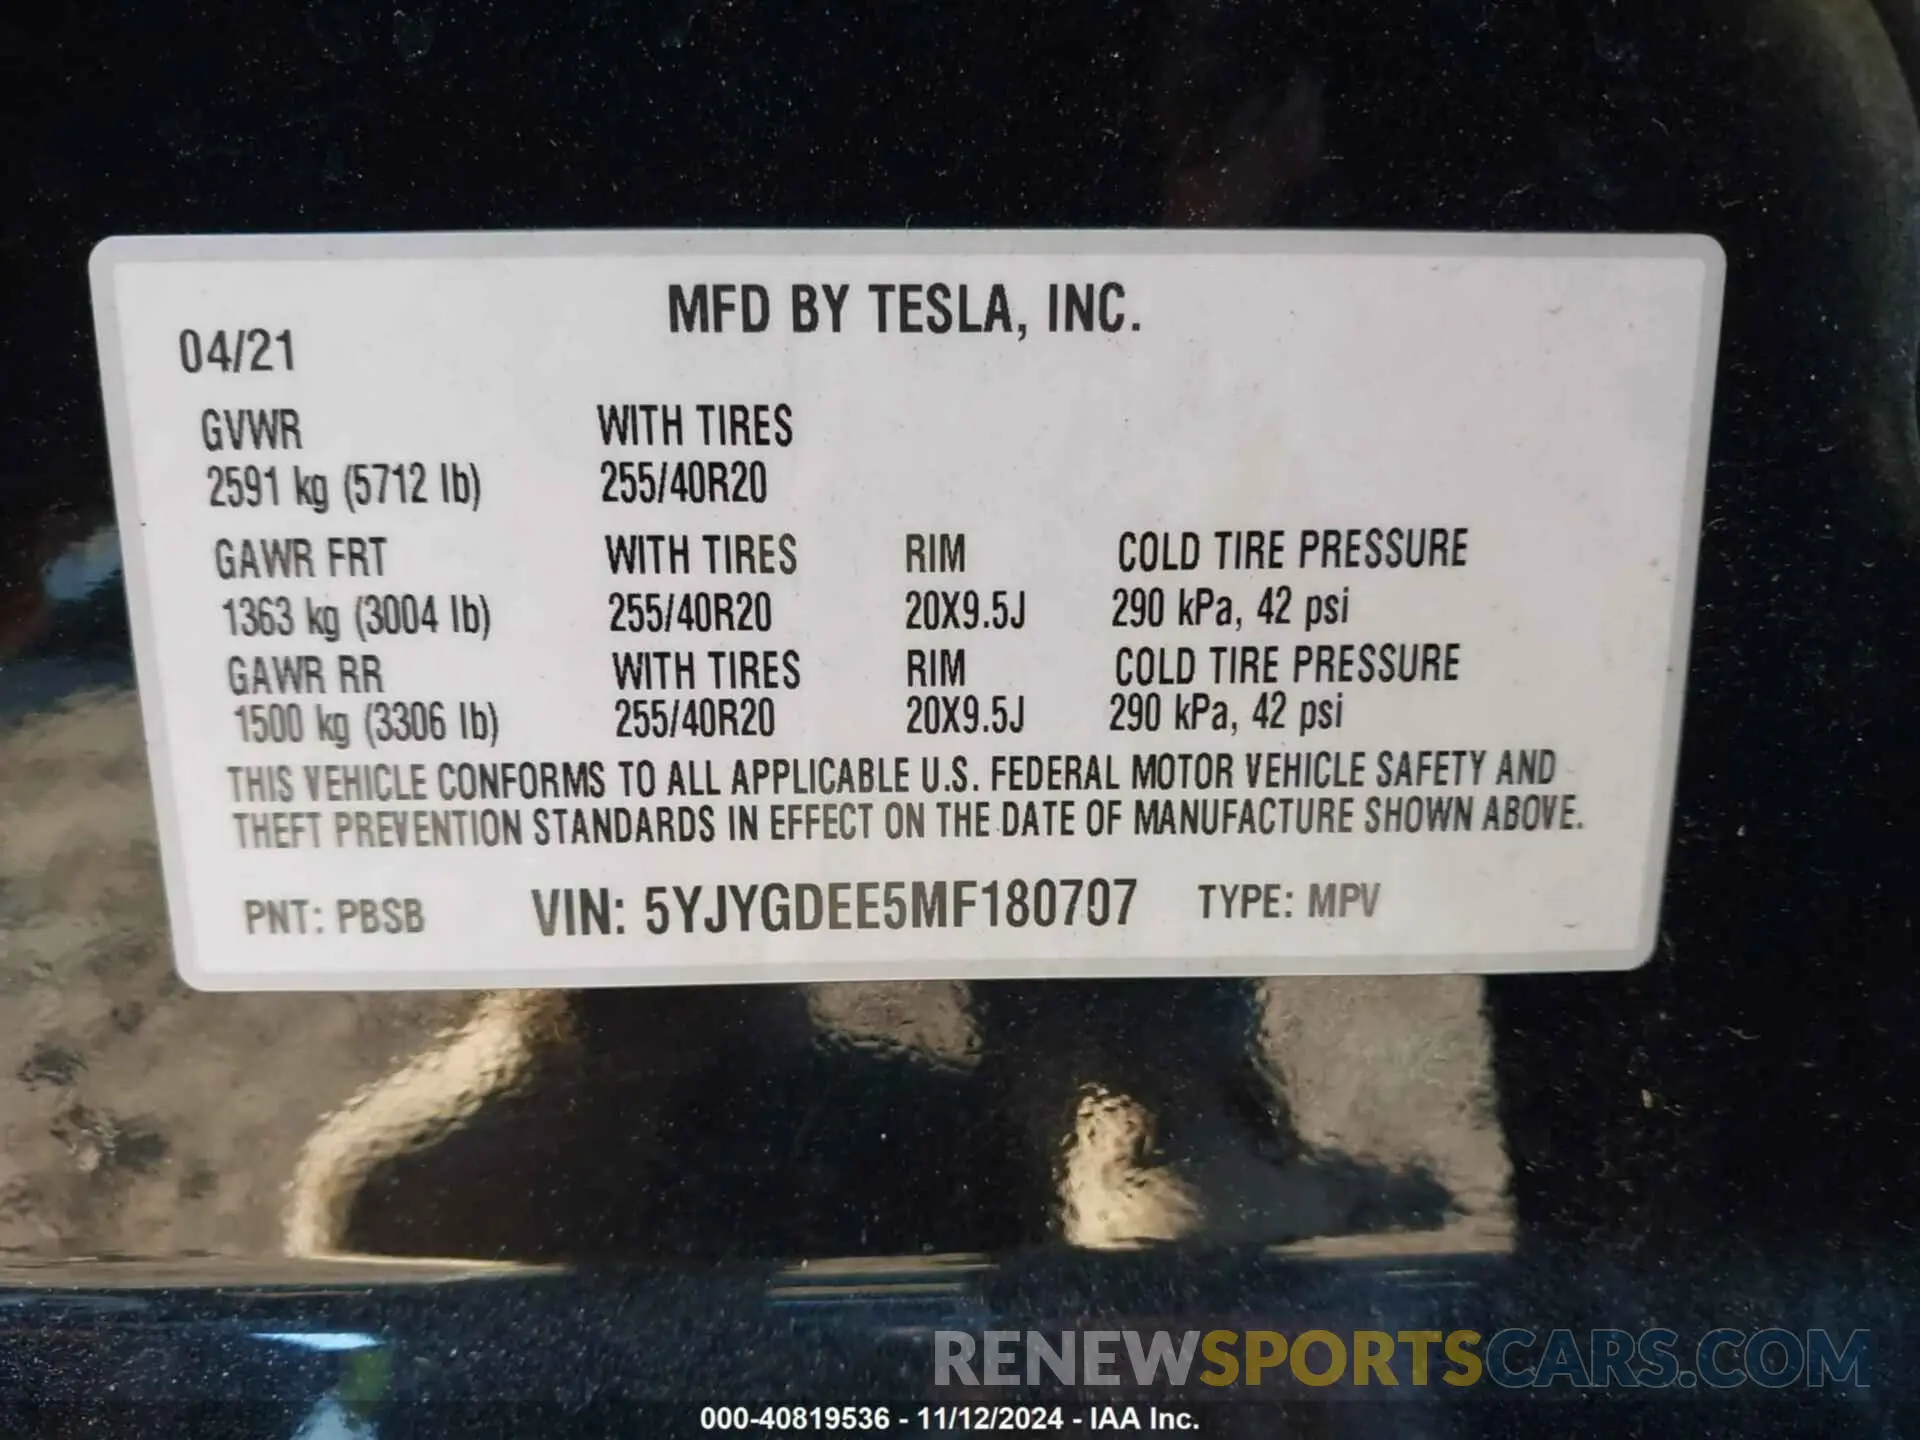 MFD BY TESLA, INC.
04/21
GVWR WITH TIRES
2591 kg (5712 lb) 255/40R20
GAWR FRT WITH TIRES RIM COLD TIRE PRESSURE
1363 kg (3004 lb) 255/40R20 20X9.5J 290 kPa, 42 psi
GAWR RR WITH TIRES RIM COLD TIRE PRESSURE
1500 kg (3306 lb) 255/40R20 20X9.5J 290 kPa, 42 psi
THIS VEHICLE CONFORMS TO ALL APPLICABLE U.S. FEDERAL MOTOR VEHICLE SAFETY AND
THEFT PREVENTION STANDARDS IN EFFECT ON THE DATE OF MANUFACTURE SHOWN ABOVE.
PNT: PBSB VIN: 5YJYGDEE5MF180707 TYPE: MPV
RENEWSPORTSCARS.COM
000-40819536 - 11/12/2024 - IAA Inc.